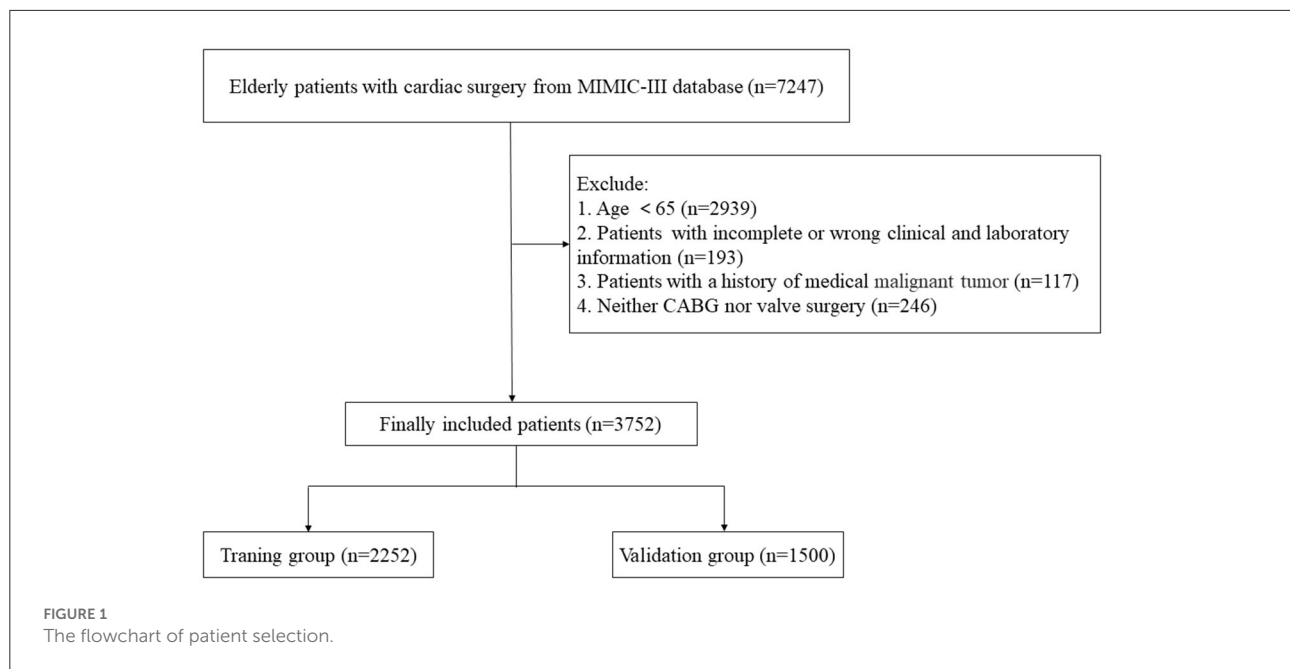 Elderly patients with cardiac surgery from MIMIC-III database (n=7247)
Exclude:
1. Age < 65 (n=2939)
2. Patients with incomplete or wrong clinical and laboratory
information (n=193)
3. Patients with a history of medical malignant tumor (n=117)
4. Neither CABG nor valve surgery (n=246)
Finally included patients (n=3752)
Traning group (n=2252)
Validation group (n=1500)
FIGURE 1
The flowchart of patient selection.